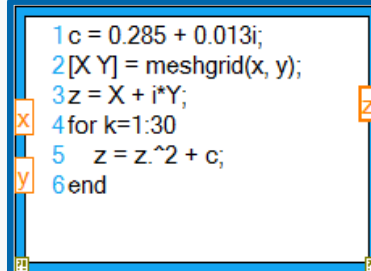 1 c = 0.285 + 0.013i;
2 [X Y] = meshgrid(x, y);
3 z = X + i*Y;
x 4 for k=1:30 z
5 z = z.^2 + c;
y 6 end